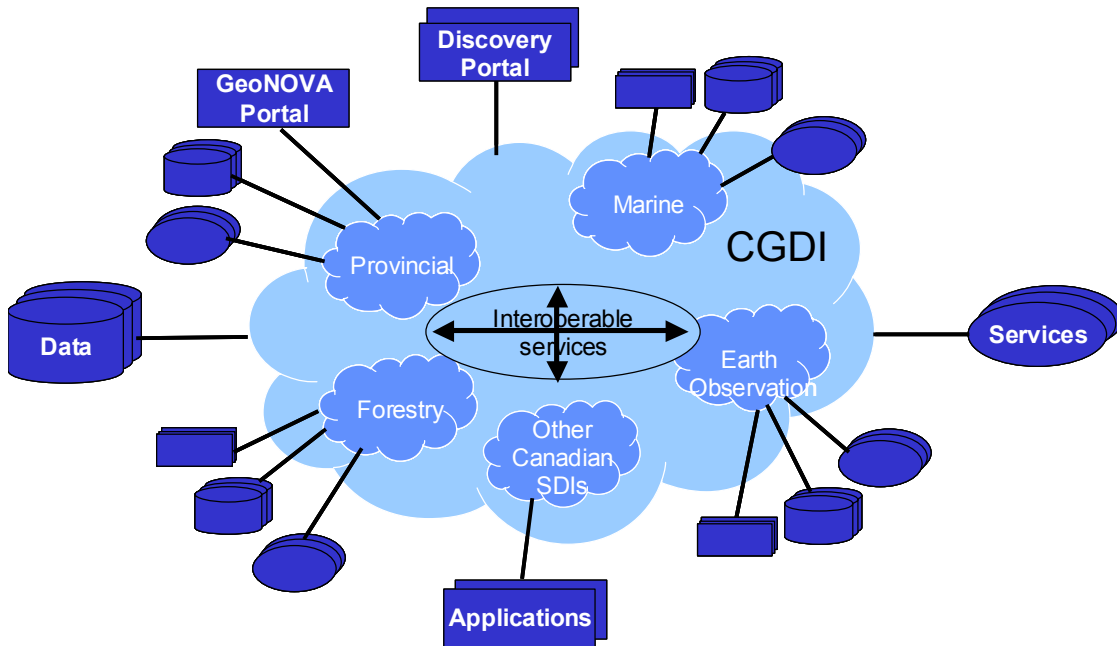 Discovery
Portal
GeoNOVA
Portal
Marine
CGDI
Provincial
Interoperable
services
Data
Services
Earth
Observation
Forestry
Other
Canadian
SDIs
Applications